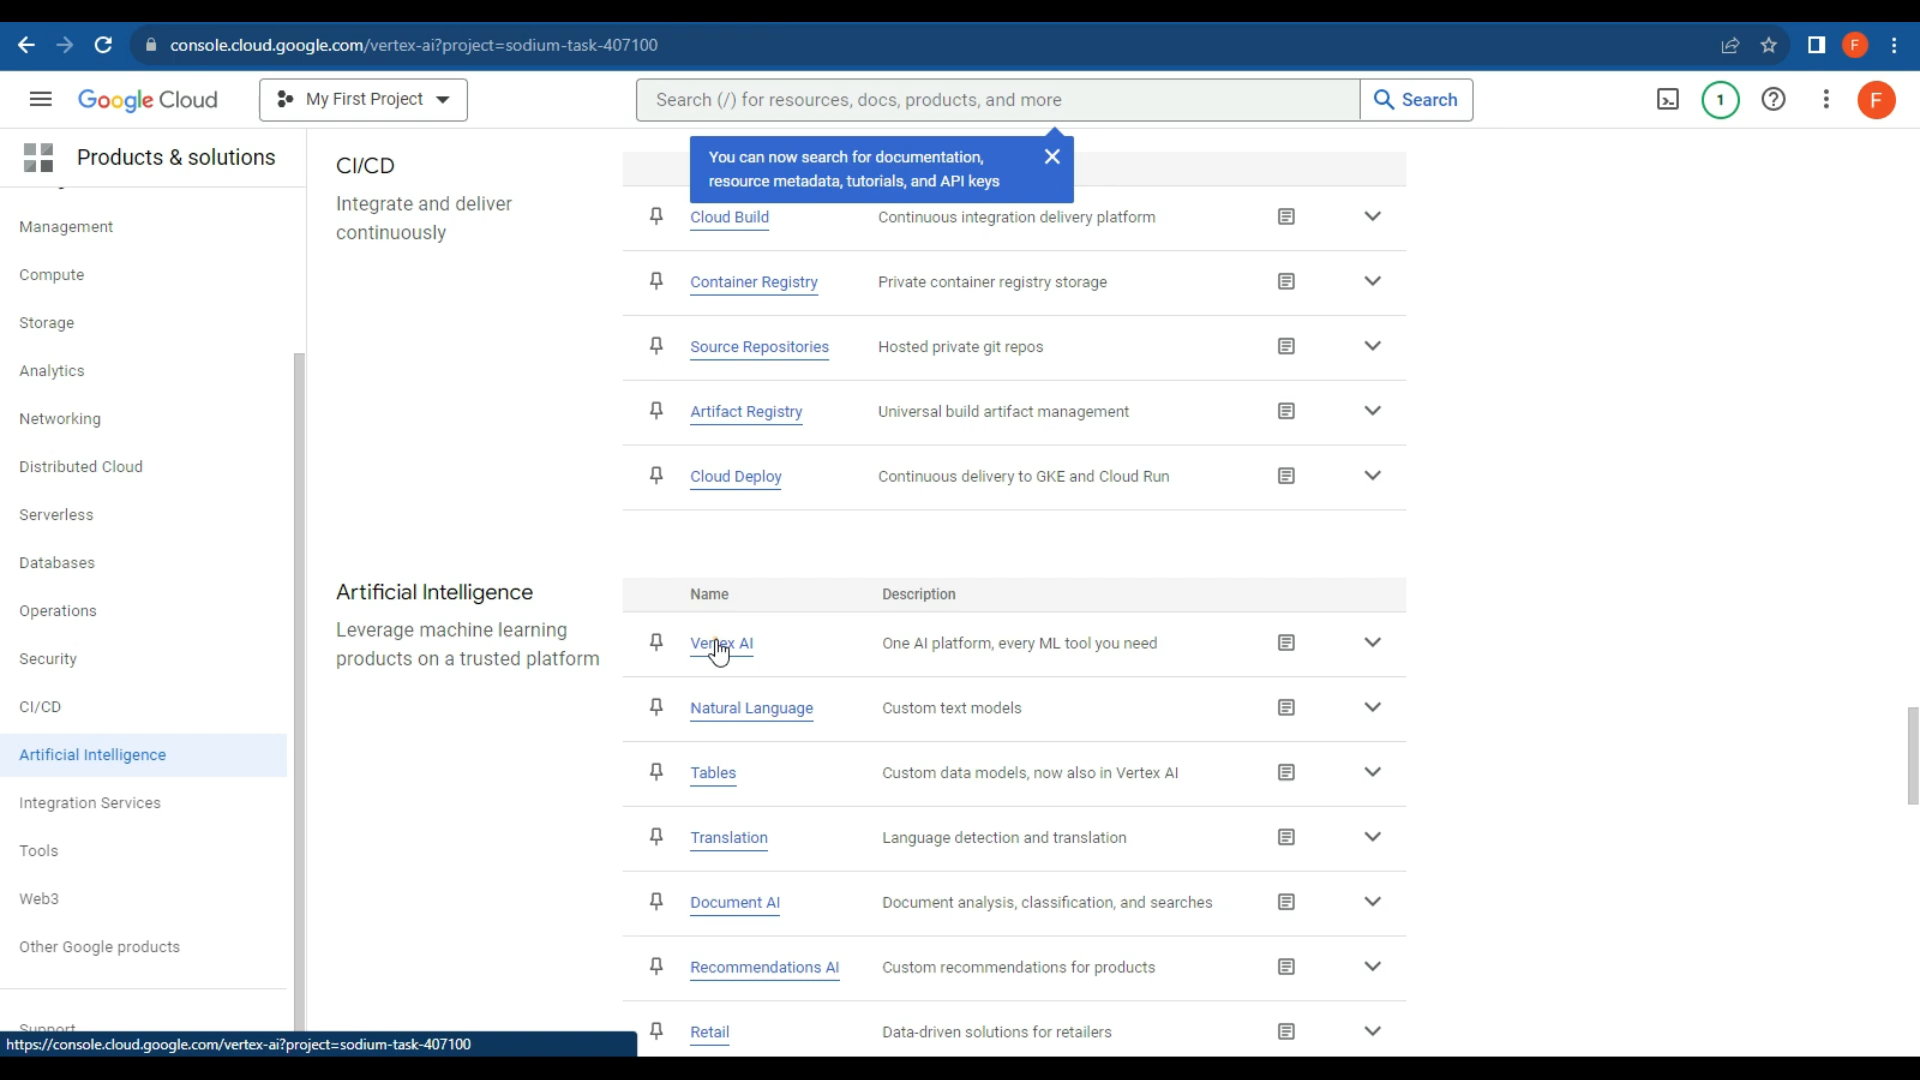 console.cloud.google.com/vertex-ai?project=sodium-task-407100
F
Google Cloud
My First Project
Search (/) for resources, docs, products, and more
Search
1
F
Products & solutions
Management
Compute
Storage
Analytics
Networking
Distributed Cloud
Serverless
Databases
Operations
Security
CI/CD
Artificial Intelligence
Integration Services
Tools
Web3
Other Google products
Support
https://console.cloud.google.com/vertex-ai?project=sodium-task-407100
CI/CD
Integrate and deliver
continuously
You can now search for documentation,
resource metadata, tutorials, and API keys
Cloud Build Continuous integration delivery platform
Container Registry Private container registry storage
Source Repositories Hosted private git repos
Artifact Registry Universal build artifact management
Cloud Deploy Continuous delivery to GKE and Cloud Run
Artificial Intelligence
Leverage machine learning
products on a trusted platform
Name Description
Vertex AI One AI platform, every ML tool you need
Natural Language Custom text models
Tables Custom data models, now also in Vertex AI
Translation Language detection and translation
Document AI Document analysis, classification, and searches
Recommendations AI Custom recommendations for products
Retail Data-driven solutions for retailers